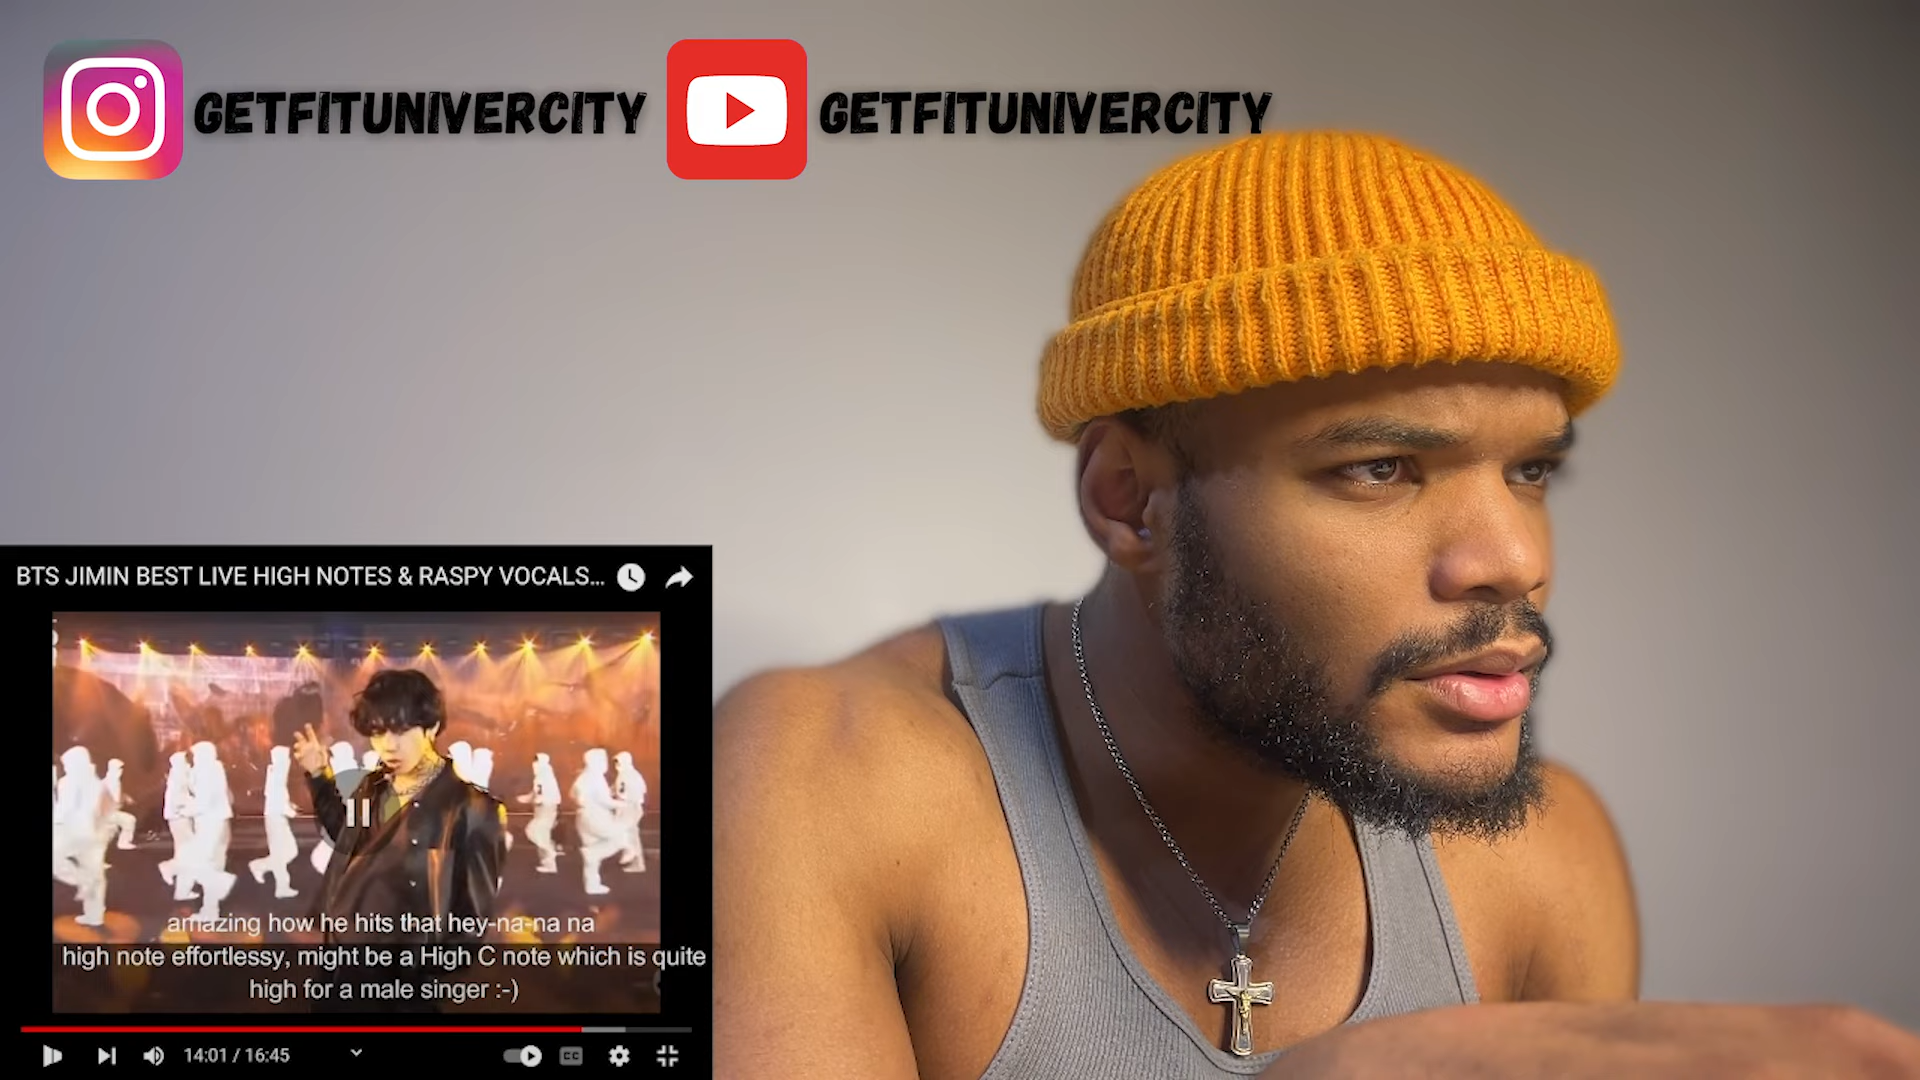 GETFITUNIVERCITY
GETFITUNIVERCITY
BTS JIMIN BEST LIVE HIGH NOTES & RASPY VOCALS...
amazing how he hits that hey-na-na na
high note effortlessy, might be a High C note which is quite
high for a male singer :-)
14:01 / 16:45
CC